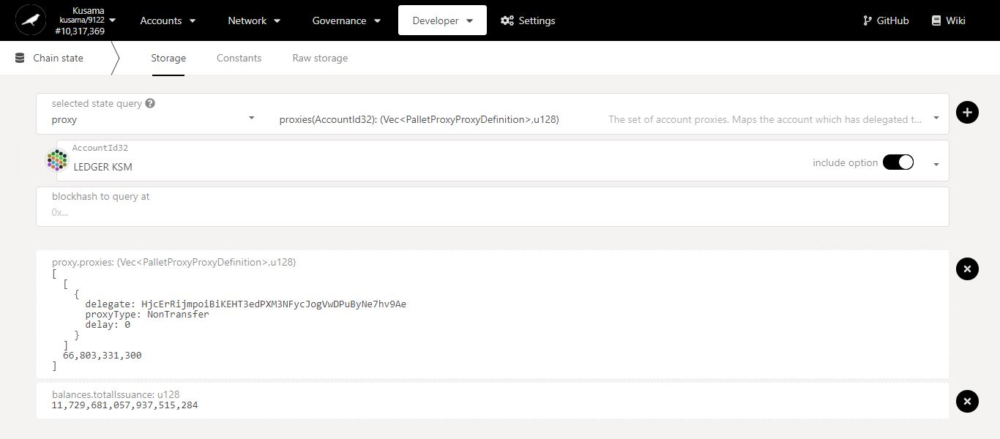 Kusama
kusama/9122
#10,317,369
Accounts
Network
Governance
Developer
Settings
GitHub
Wiki
Chain state
Storage
Constants
Raw storage
selected state query
proxy
proxies(AccountId32): (Vec<PalletProxyProxyDefinition>,u128)
The set of account proxies. Maps the account which has delegated t...
AccountId32
LEDGER KSM
include option
blockhash to query at
0x...
proxy.proxies: (Vec<PalletProxyProxyDefinition>,u128)
[
[
{
delegate: HjcErRijmpoiBiKEHT3edPXM3NFycJogVwDPuByNe7hv9Ae
proxyType: NonTransfer
delay: 0
}
]
66,803,331,300
]
balances.totalIssuance: u128
11,729,681,057,937,515,284